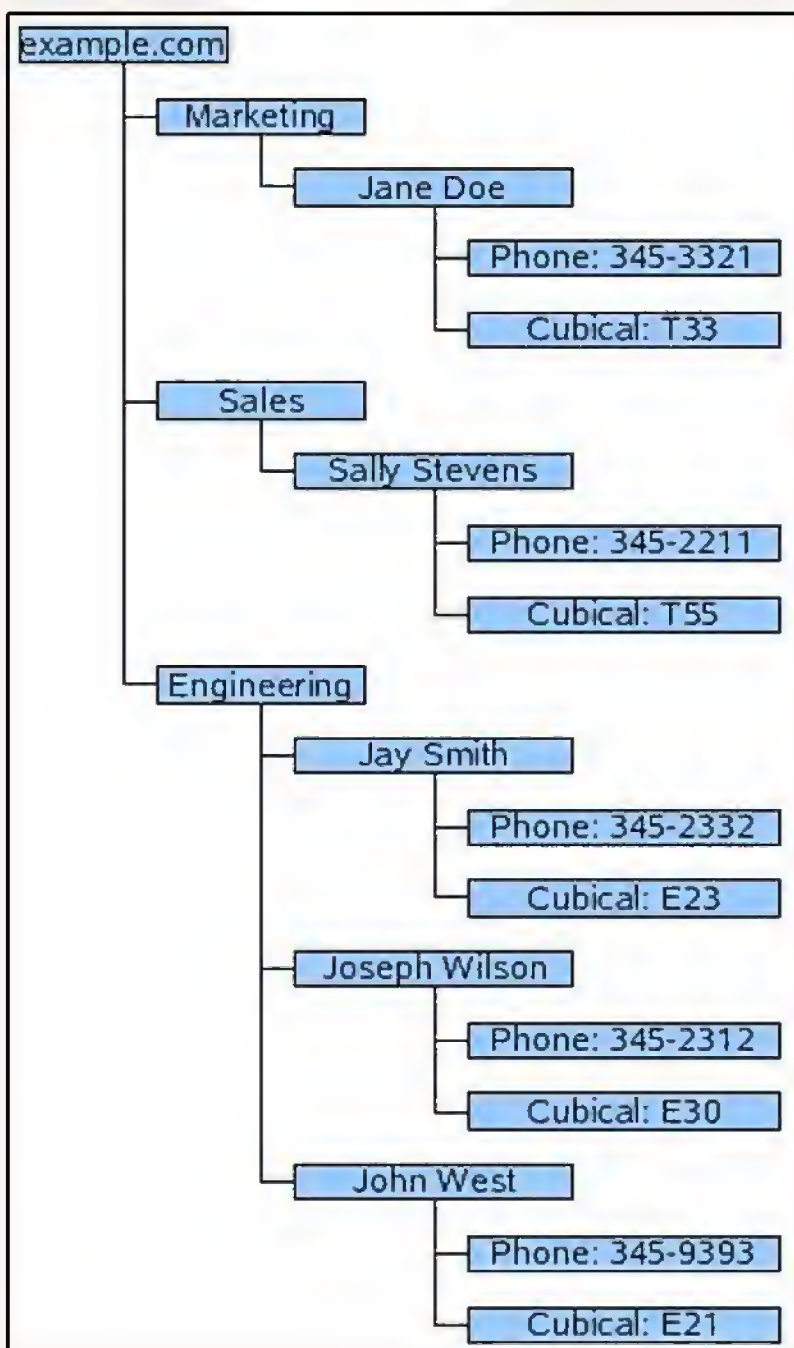 example.com
Marketing
Jane Doe
Phone: 345-3321
Cubical: T33
Sales
Sally Stevens
Phone: 345-2211
Cubical: T55
Engineering
Jay Smith
Phone: 345-2332
Cubical: E23
Joseph Wilson
Phone: 345-2312
Cubical: E30
John West
Phone: 345-9393
Cubical: E21